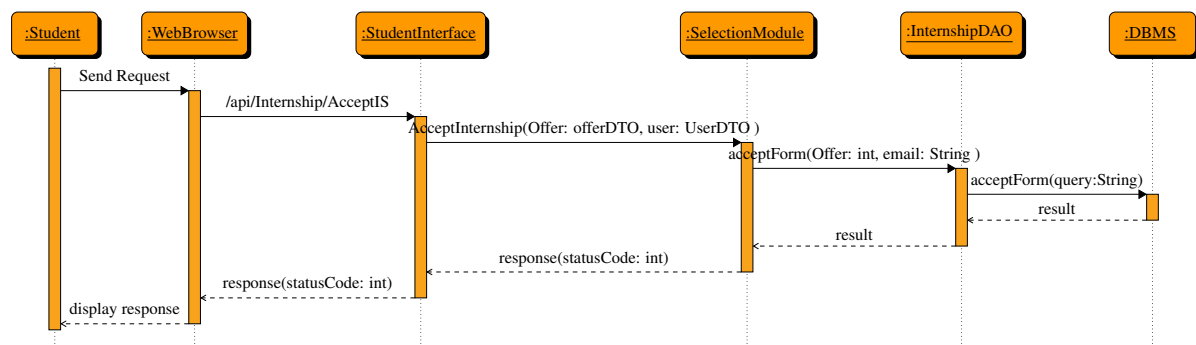 :Student
:WebBrowser
:StudentInterface
:SelectionModule
:InternshipDAO
:DBMS
Send Request
/api/Internship/AcceptIS
AcceptInternship(Offer: offerDTO, user: UserDTO )
acceptForm(Offer: int, email: String )
acceptForm(query:String)
result
result
response(statusCode: int)
response(statusCode: int)
display response